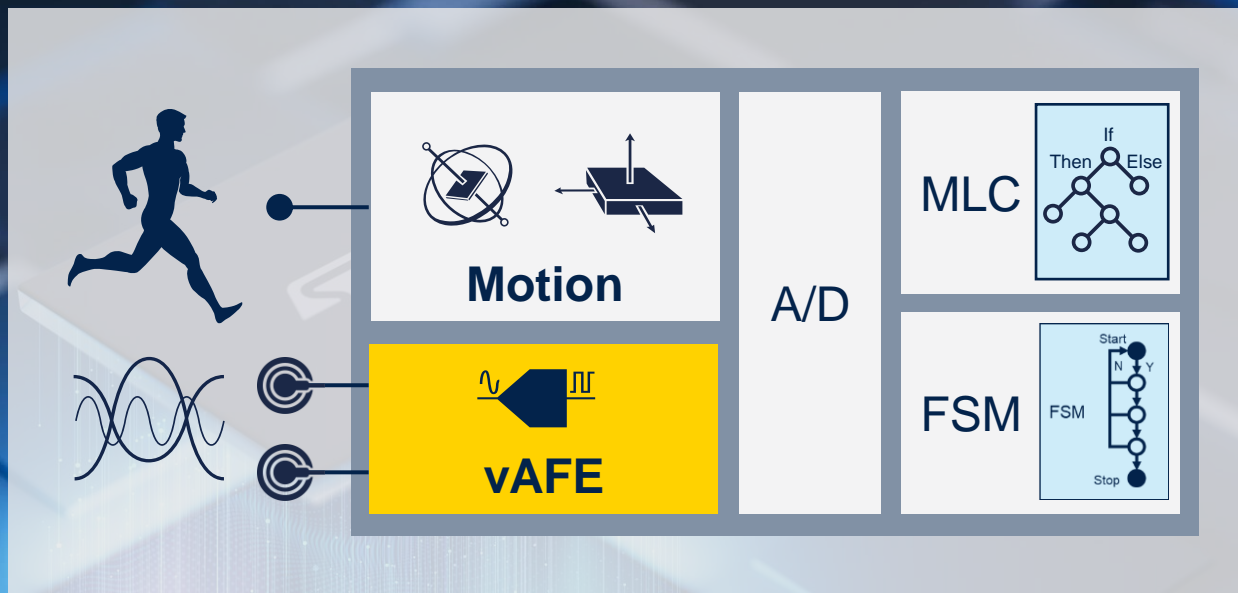 Motion
vAFE
A/D
MLC
If
Then Else
FSM
Start
N Y
FSM
Stop